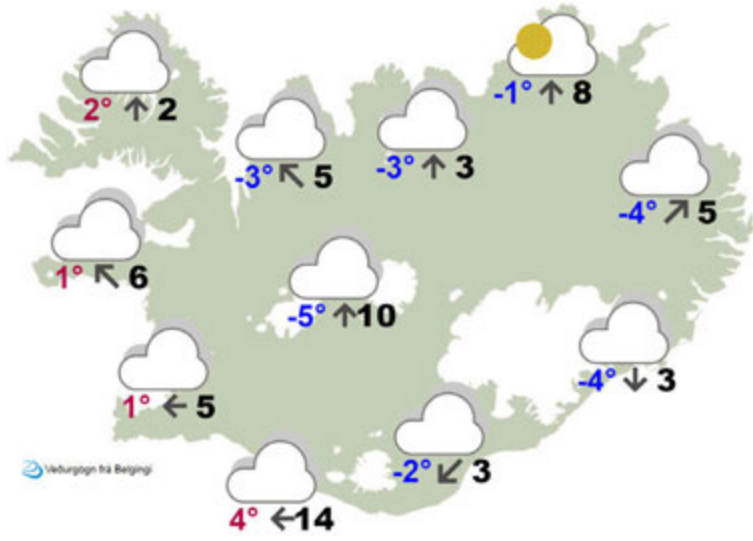 -1° ↑ 8
2° ↑ 2
-3° ↖ 5
-3° ↑ 3
-4° ↗ 5
1° ↖ 6
-5° ↑ 10
-4° ↓ 3
1° ← 5
Veðurgögn frá Belgingi
-2° ↙ 3
4° ← 14